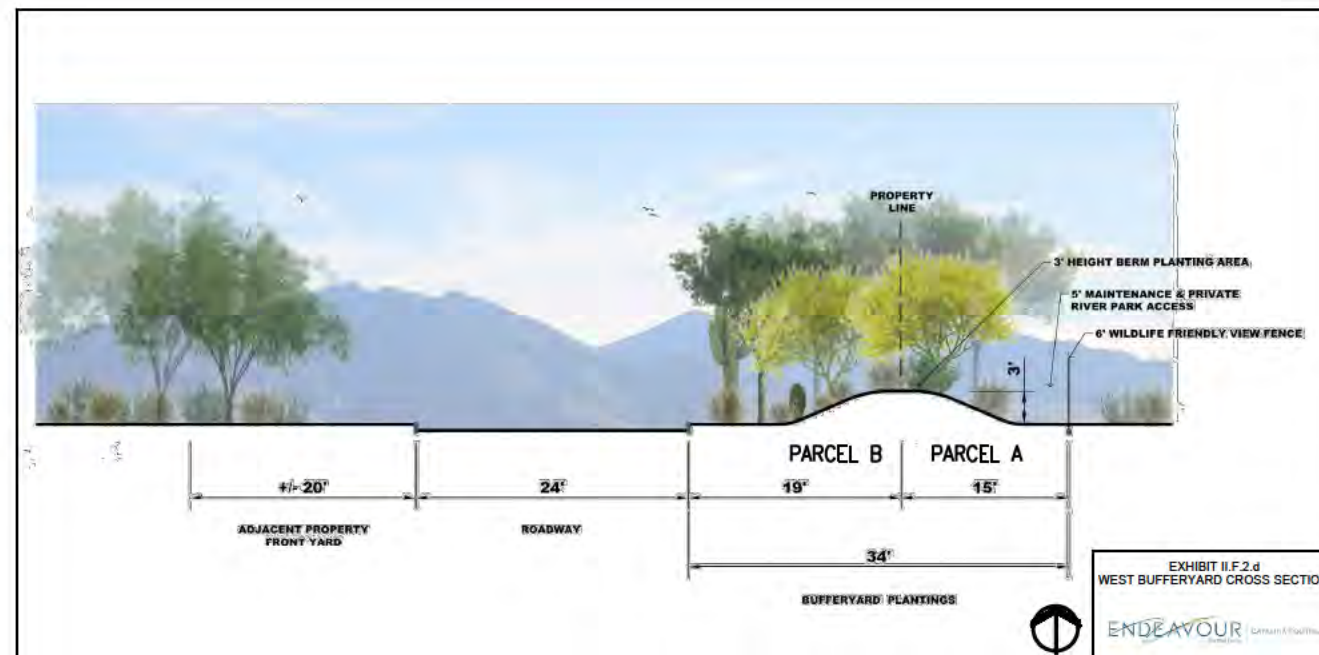 PROPERTY
LINE
3' HEIGHT BERM PLANTING AREA
5' MAINTENANCE & PRIVATE
RIVER PARK ACCESS
6' WILDLIFE FRIENDLY VIEW FENCE
3'
PARCEL B
PARCEL A
+/- 20'
24'
19'
15'
ADJACENT PROPERTY
FRONT YARD
ROADWAY
34'
BUFFERYARD PLANTINGS
EXHIBIT II.F.2.d
WEST BUFFERYARD CROSS SECTIO
ENDEAVOUR